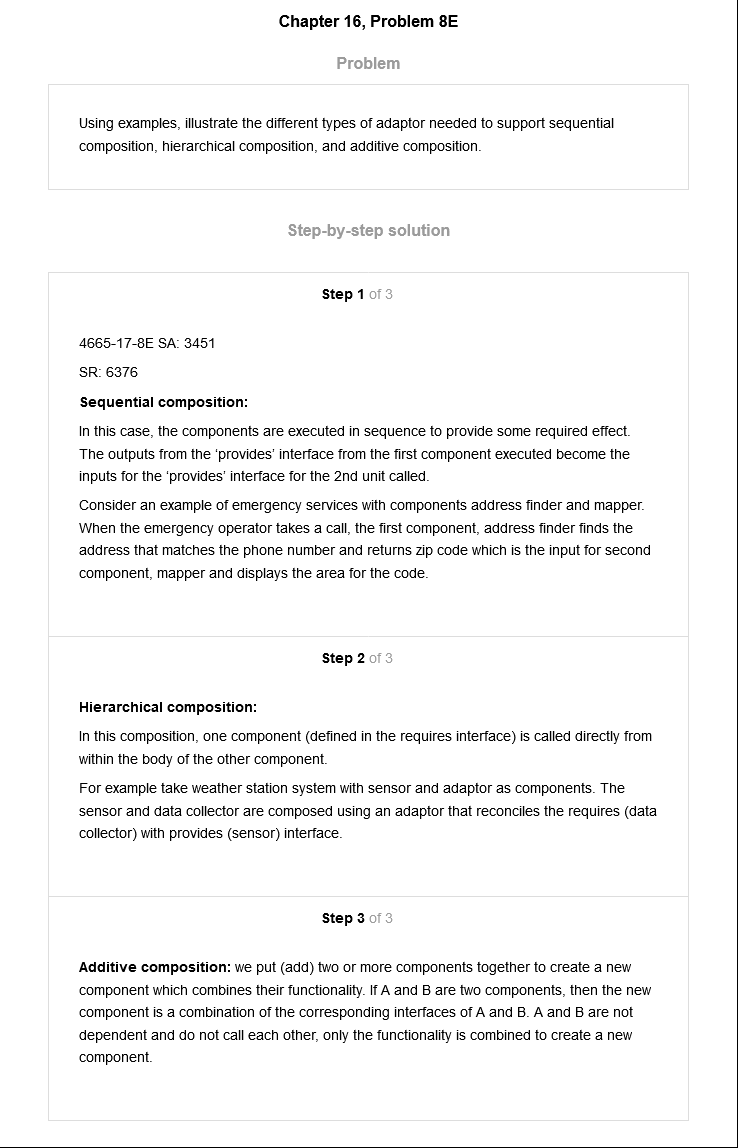 Chapter 16, Problem 8E
Problem
Using examples, illustrate the different types of adaptor needed to support sequential
composition, hierarchical composition, and additive composition.
Step-by-step solution
Step 1 of 3
4665-17-8E SA: 3451
SR: 6376
Sequential composition:
In this case, the components are executed in sequence to provide some required effect.
The outputs from the ‘provides’ interface from the first component executed become the
inputs for the ‘provides’ interface for the 2nd unit called.
Consider an example of emergency services with components address finder and mapper.
When the emergency operator takes a call, the first component, address finder finds the
address that matches the phone number and returns zip code which is the input for second
component, mapper and displays the area for the code.
Step 2 of 3
Hierarchical composition:
In this composition, one component (defined in the requires interface) is called directly from
within the body of the other component.
For example take weather station system with sensor and adaptor as components. The
sensor and data collector are composed using an adaptor that reconciles the requires (data
collector) with provides (sensor) interface.
Step 3 of 3
Additive composition: we put (add) two or more components together to create a new
component which combines their functionality. If A and B are two components, then the new
component is a combination of the corresponding interfaces of A and B. A and B are not
dependent and do not call each other, only the functionality is combined to create a new
component.